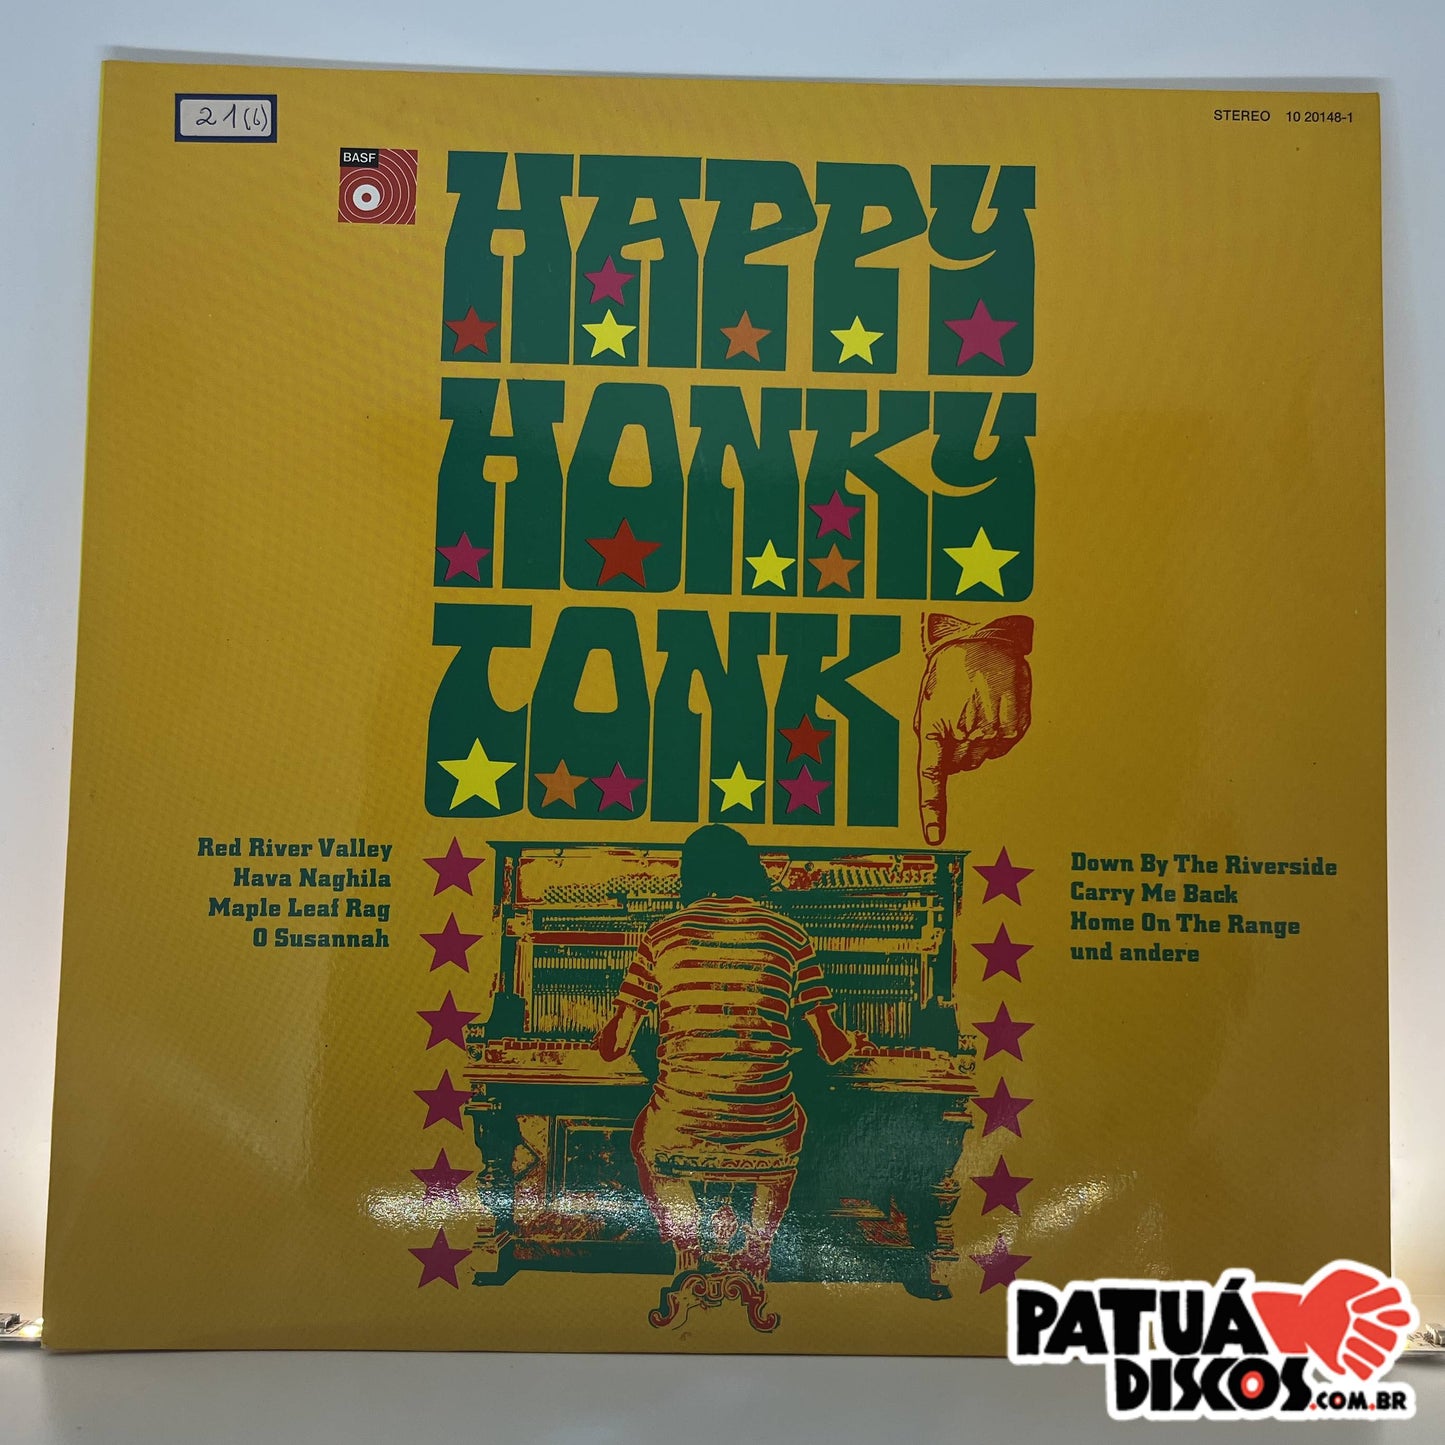 21(6)
STEREO 10 20148-1
BASF
HAPPY
HONKY
TONK
Red River Valley
Hava Naghila
Maple Leaf Rag
O Susannah
Down By The Riverside
Carry Me Back
Home On The Range
und andere
PATUÁ
DISCOS.COM.BR